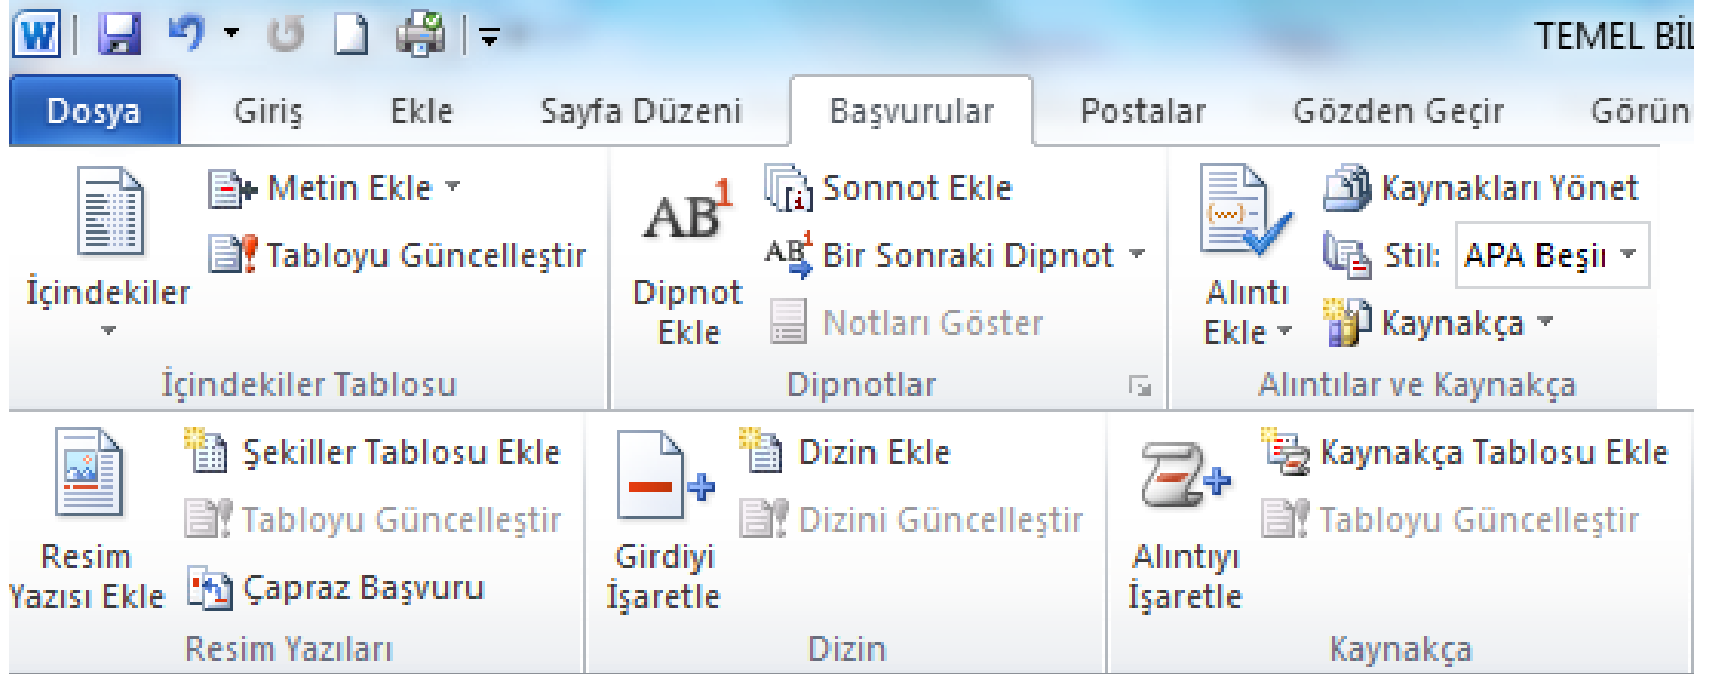 TEMEL BİL
Dosya Giriş Ekle Sayfa Düzeni Başvurular Postalar Gözden Geçir Görün
İçindekiler
Metin Ekle
Tabloyu Güncelleştir
İçindekiler Tablosu
AB1
Dipnot
Ekle
Sonnot Ekle
Bir Sonraki Dipnot
Notları Göster
Dipnotlar
Alıntı
Ekle
Kaynakları Yönet
Stil: APA Beşi
Kaynakça
Alıntılar ve Kaynakça
Resim
Yazısı Ekle
Şekiller Tablosu Ekle
Tabloyu Güncelleştir
Çapraz Başvuru
Resim Yazıları
Girdiyi
İşaretle
Dizin Ekle
Dizini Güncelleştir
Dizin
Alıntıyı
İşaretle
Kaynakça Tablosu Ekle
Tabloyu Güncelleştir
Kaynakça